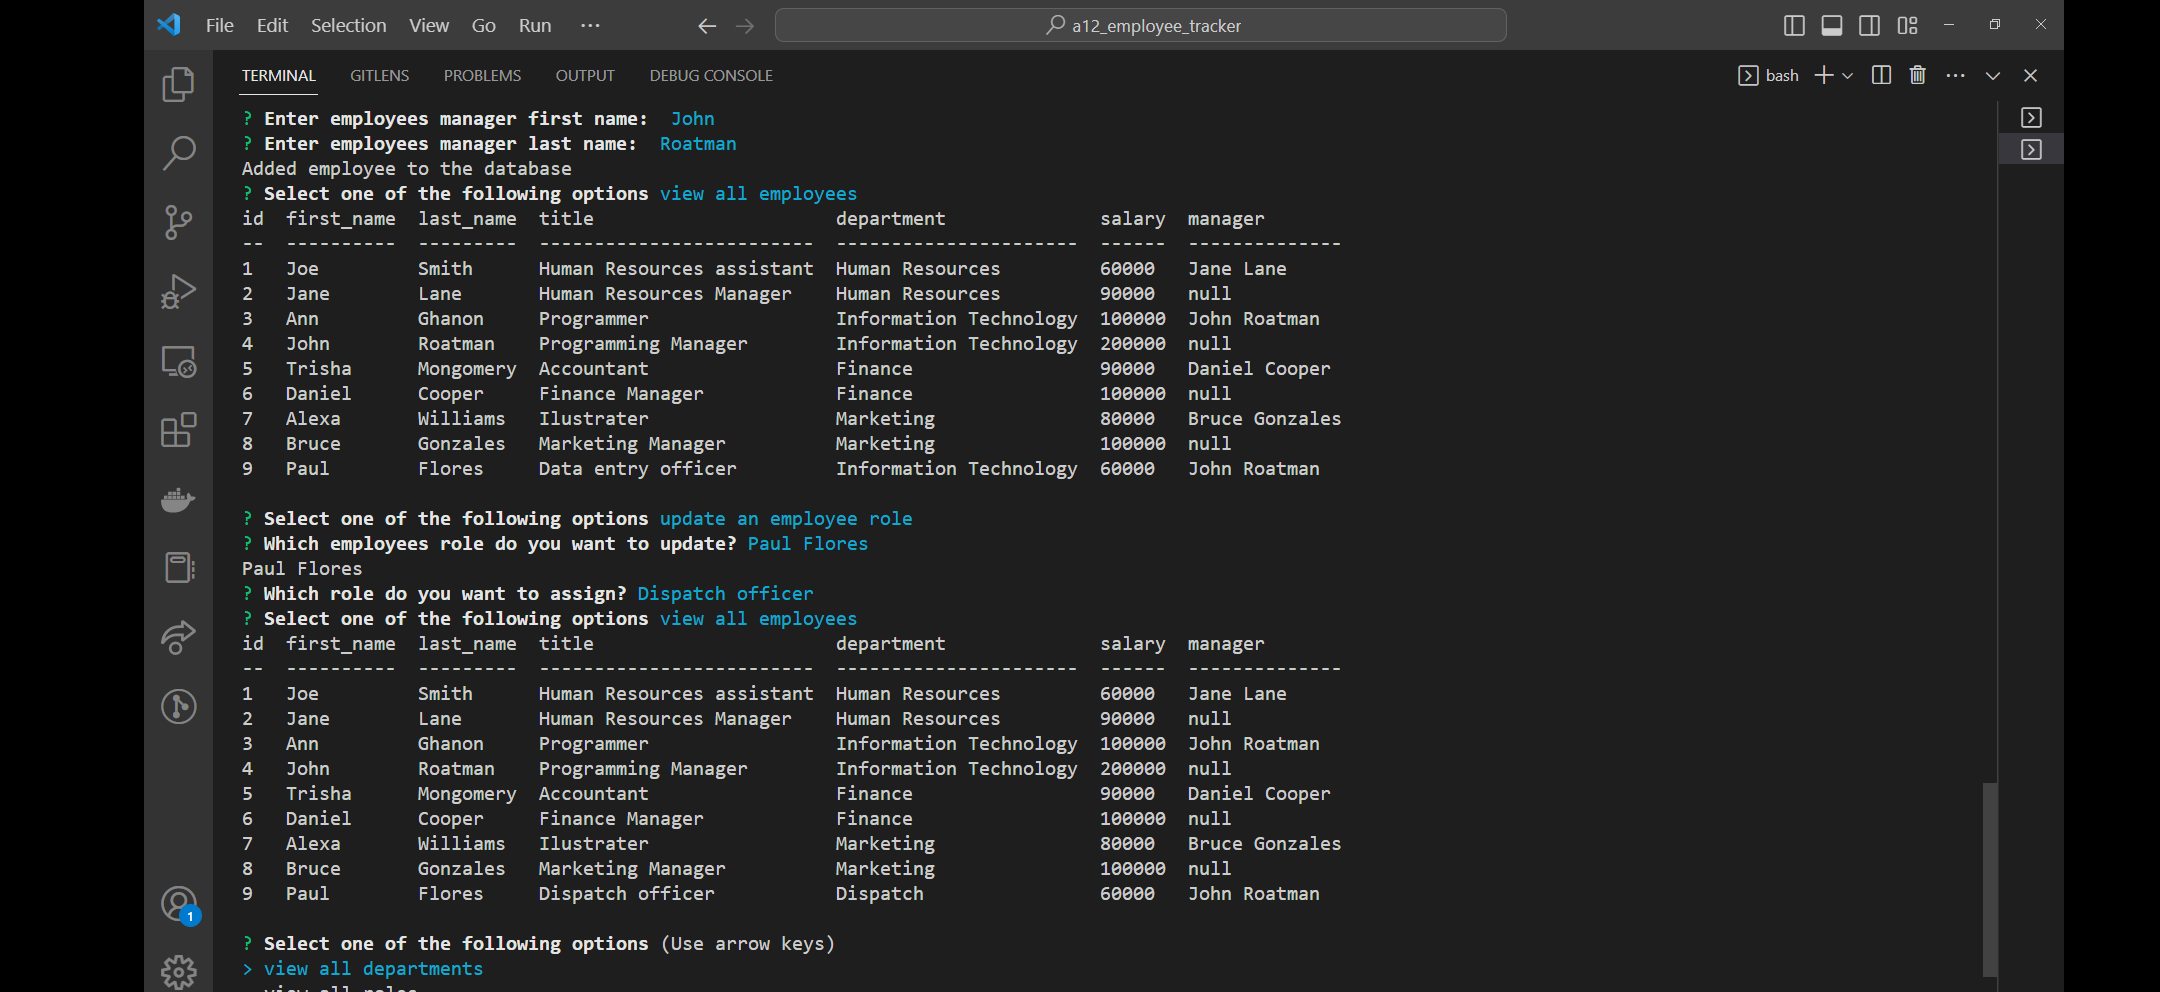 File Edit Selection View Go Run ··· a12_employee_tracker
TERMINAL GITLENS PROBLEMS OUTPUT DEBUG CONSOLE bash
? Enter employees manager first name:  John
? Enter employees manager last name:  Roatman
Added employee to the database
? Select one of the following options view all employees
id  first_name  last_name  title                      department              salary  manager
--  ----------  ---------  -------------------------  ----------------------  ------  --------------
1   Joe         Smith      Human Resources assistant  Human Resources         60000   Jane Lane
2   Jane        Lane       Human Resources Manager    Human Resources         90000   null
3   Ann         Ghanon     Programmer                 Information Technology  100000  John Roatman
4   John        Roatman    Programming Manager        Information Technology  200000  null
5   Trisha      Mongomery  Accountant                 Finance                 90000   Daniel Cooper
6   Daniel      Cooper     Finance Manager            Finance                 100000  null
7   Alexa       Williams   Ilustrater                 Marketing               80000   Bruce Gonzales
8   Bruce       Gonzales   Marketing Manager          Marketing               100000  null
9   Paul        Flores     Data entry officer         Information Technology  60000   John Roatman
? Select one of the following options update an employee role
? Which employees role do you want to update? Paul Flores
Paul Flores
? Which role do you want to assign? Dispatch officer
? Select one of the following options view all employees
id  first_name  last_name  title                      department              salary  manager
--  ----------  ---------  -------------------------  ----------------------  ------  --------------
1   Joe         Smith      Human Resources assistant  Human Resources         60000   Jane Lane
2   Jane        Lane       Human Resources Manager    Human Resources         90000   null
3   Ann         Ghanon     Programmer                 Information Technology  100000  John Roatman
4   John        Roatman    Programming Manager        Information Technology  200000  null
5   Trisha      Mongomery  Accountant                 Finance                 90000   Daniel Cooper
6   Daniel      Cooper     Finance Manager            Finance                 100000  null
7   Alexa       Williams   Ilustrater                 Marketing               80000   Bruce Gonzales
8   Bruce       Gonzales   Marketing Manager          Marketing               100000  null
9   Paul        Flores     Dispatch officer           Dispatch                60000   John Roatman
1
? Select one of the following options (Use arrow keys)
> view all departments
view all roles